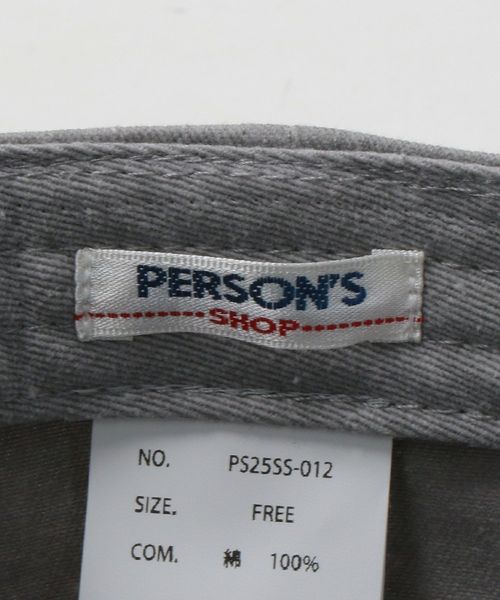 PERSON'S
SHOP
NO. PS25SS-012
SIZE. FREE
COM. 綿 100%